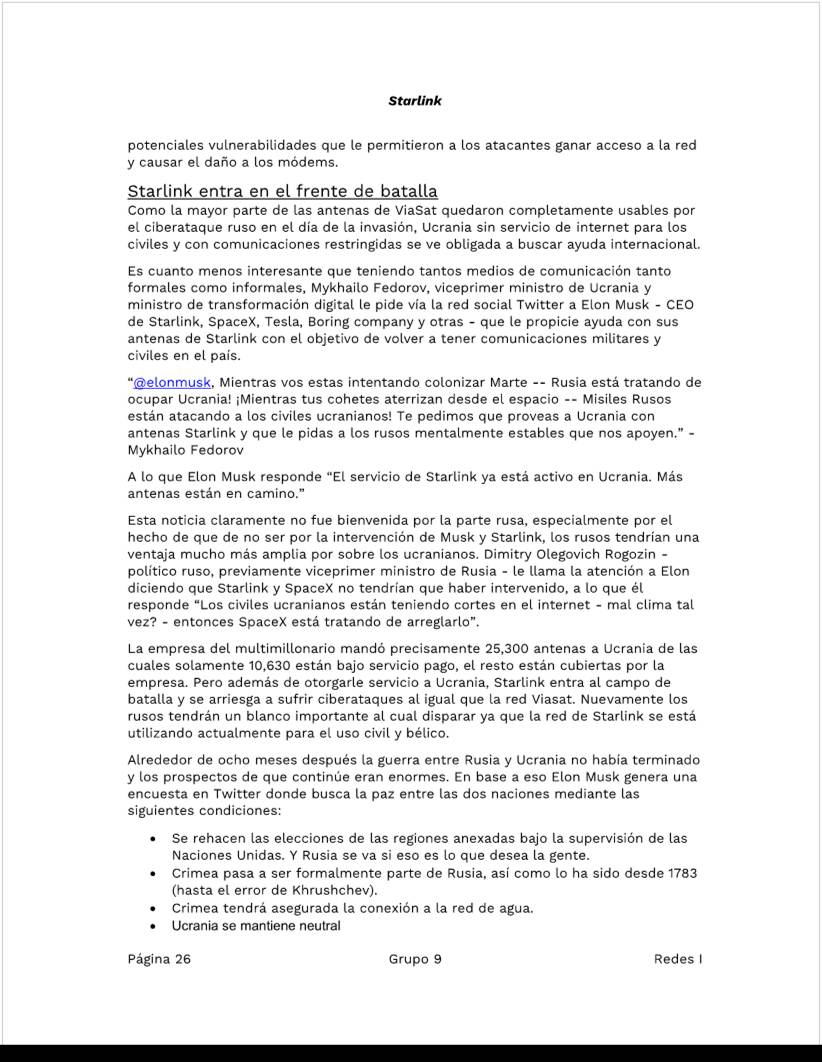 Starlink
potenciales vulnerabilidades que le permitieron a los atacantes ganar acceso a la red
y causar el daño a los módems.
Starlink entra en el frente de batalla
Como la mayor parte de las antenas de ViaSat quedaron completamente usables por
el ciberataque ruso en el día de la invasión, Ucrania sin servicio de internet para los
civiles y con comunicaciones restringidas se ve obligada a buscar ayuda internacional.
Es cuanto menos interesante que teniendo tantos medios de comunicación tanto
formales como informales, Mykhailo Fedorov, viceprimer ministro de Ucrania y
ministro de transformación digital le pide vía la red social Twitter a Elon Musk - CEO
de Starlink, SpaceX, Tesla, Boring company y otras - que le propicie ayuda con sus
antenas de Starlink con el objetivo de volver a tener comunicaciones militares y
civiles en el país.
“@elonmusk, Mientras vos estas intentando colonizar Marte -- Rusia está tratando de
ocupar Ucrania! ¡Mientras tus cohetes aterrizan desde el espacio -- Misiles Rusos
están atacando a los civiles ucranianos! Te pedimos que proveas a Ucrania con
antenas Starlink y que le pidas a los rusos mentalmente estables que nos apoyen.” -
Mykhailo Fedorov
A lo que Elon Musk responde “El servicio de Starlink ya está activo en Ucrania. Más
antenas están en camino.”
Esta noticia claramente no fue bienvenida por la parte rusa, especialmente por el
hecho de que de no ser por la intervención de Musk y Starlink, los rusos tendrían una
ventaja mucho más amplia por sobre los ucranianos. Dimitry Olegovich Rogozin -
político ruso, previamente viceprimer ministro de Rusia - le llama la atención a Elon
diciendo que Starlink y SpaceX no tendrían que haber intervenido, a lo que él
responde “Los civiles ucranianos están teniendo cortes en el internet - mal clima tal
vez? - entonces SpaceX está tratando de arreglarlo”.
La empresa del multimillonario mandó precisamente 25,300 antenas a Ucrania de las
cuales solamente 10,630 están bajo servicio pago, el resto están cubiertas por la
empresa. Pero además de otorgarle servicio a Ucrania, Starlink entra al campo de
batalla y se arriesga a sufrir ciberataques al igual que la red Viasat. Nuevamente los
rusos tendrán un blanco importante al cual disparar ya que la red de Starlink se está
utilizando actualmente para el uso civil y bélico.
Alrededor de ocho meses después la guerra entre Rusia y Ucrania no había terminado
y los prospectos de que continúe eran enormes. En base a eso Elon Musk genera una
encuesta en Twitter donde busca la paz entre las dos naciones mediante las
siguientes condiciones:
• Se rehacen las elecciones de las regiones anexadas bajo la supervisión de las
Naciones Unidas. Y Rusia se va si eso es lo que desea la gente.
• Crimea pasa a ser formalmente parte de Rusia, así como lo ha sido desde 1783
(hasta el error de Khrushchev).
• Crimea tendrá asegurada la conexión a la red de agua.
• Ucrania se mantiene neutral
Página 26 Grupo 9 Redes I